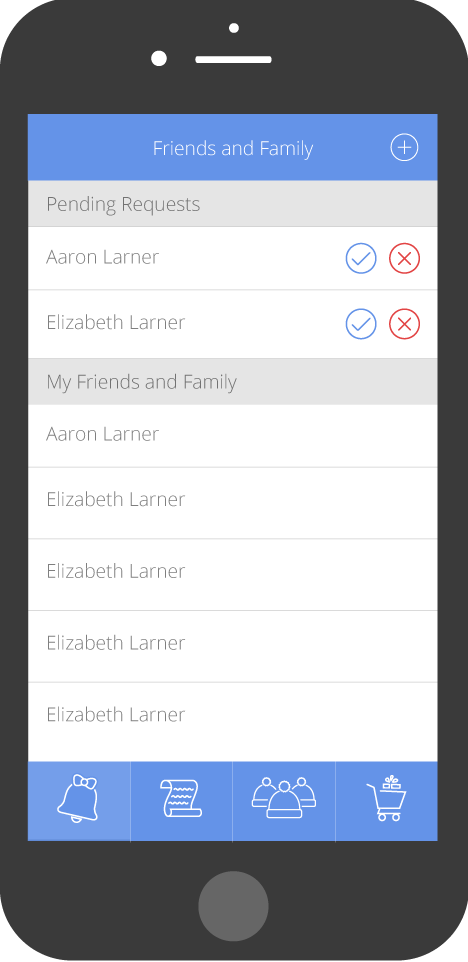 Friends and Family
Pending Requests
Aaron Larner
Elizabeth Larner
My Friends and Family
Aaron Larner
Elizabeth Larner
Elizabeth Larner
Elizabeth Larner
Elizabeth Larner